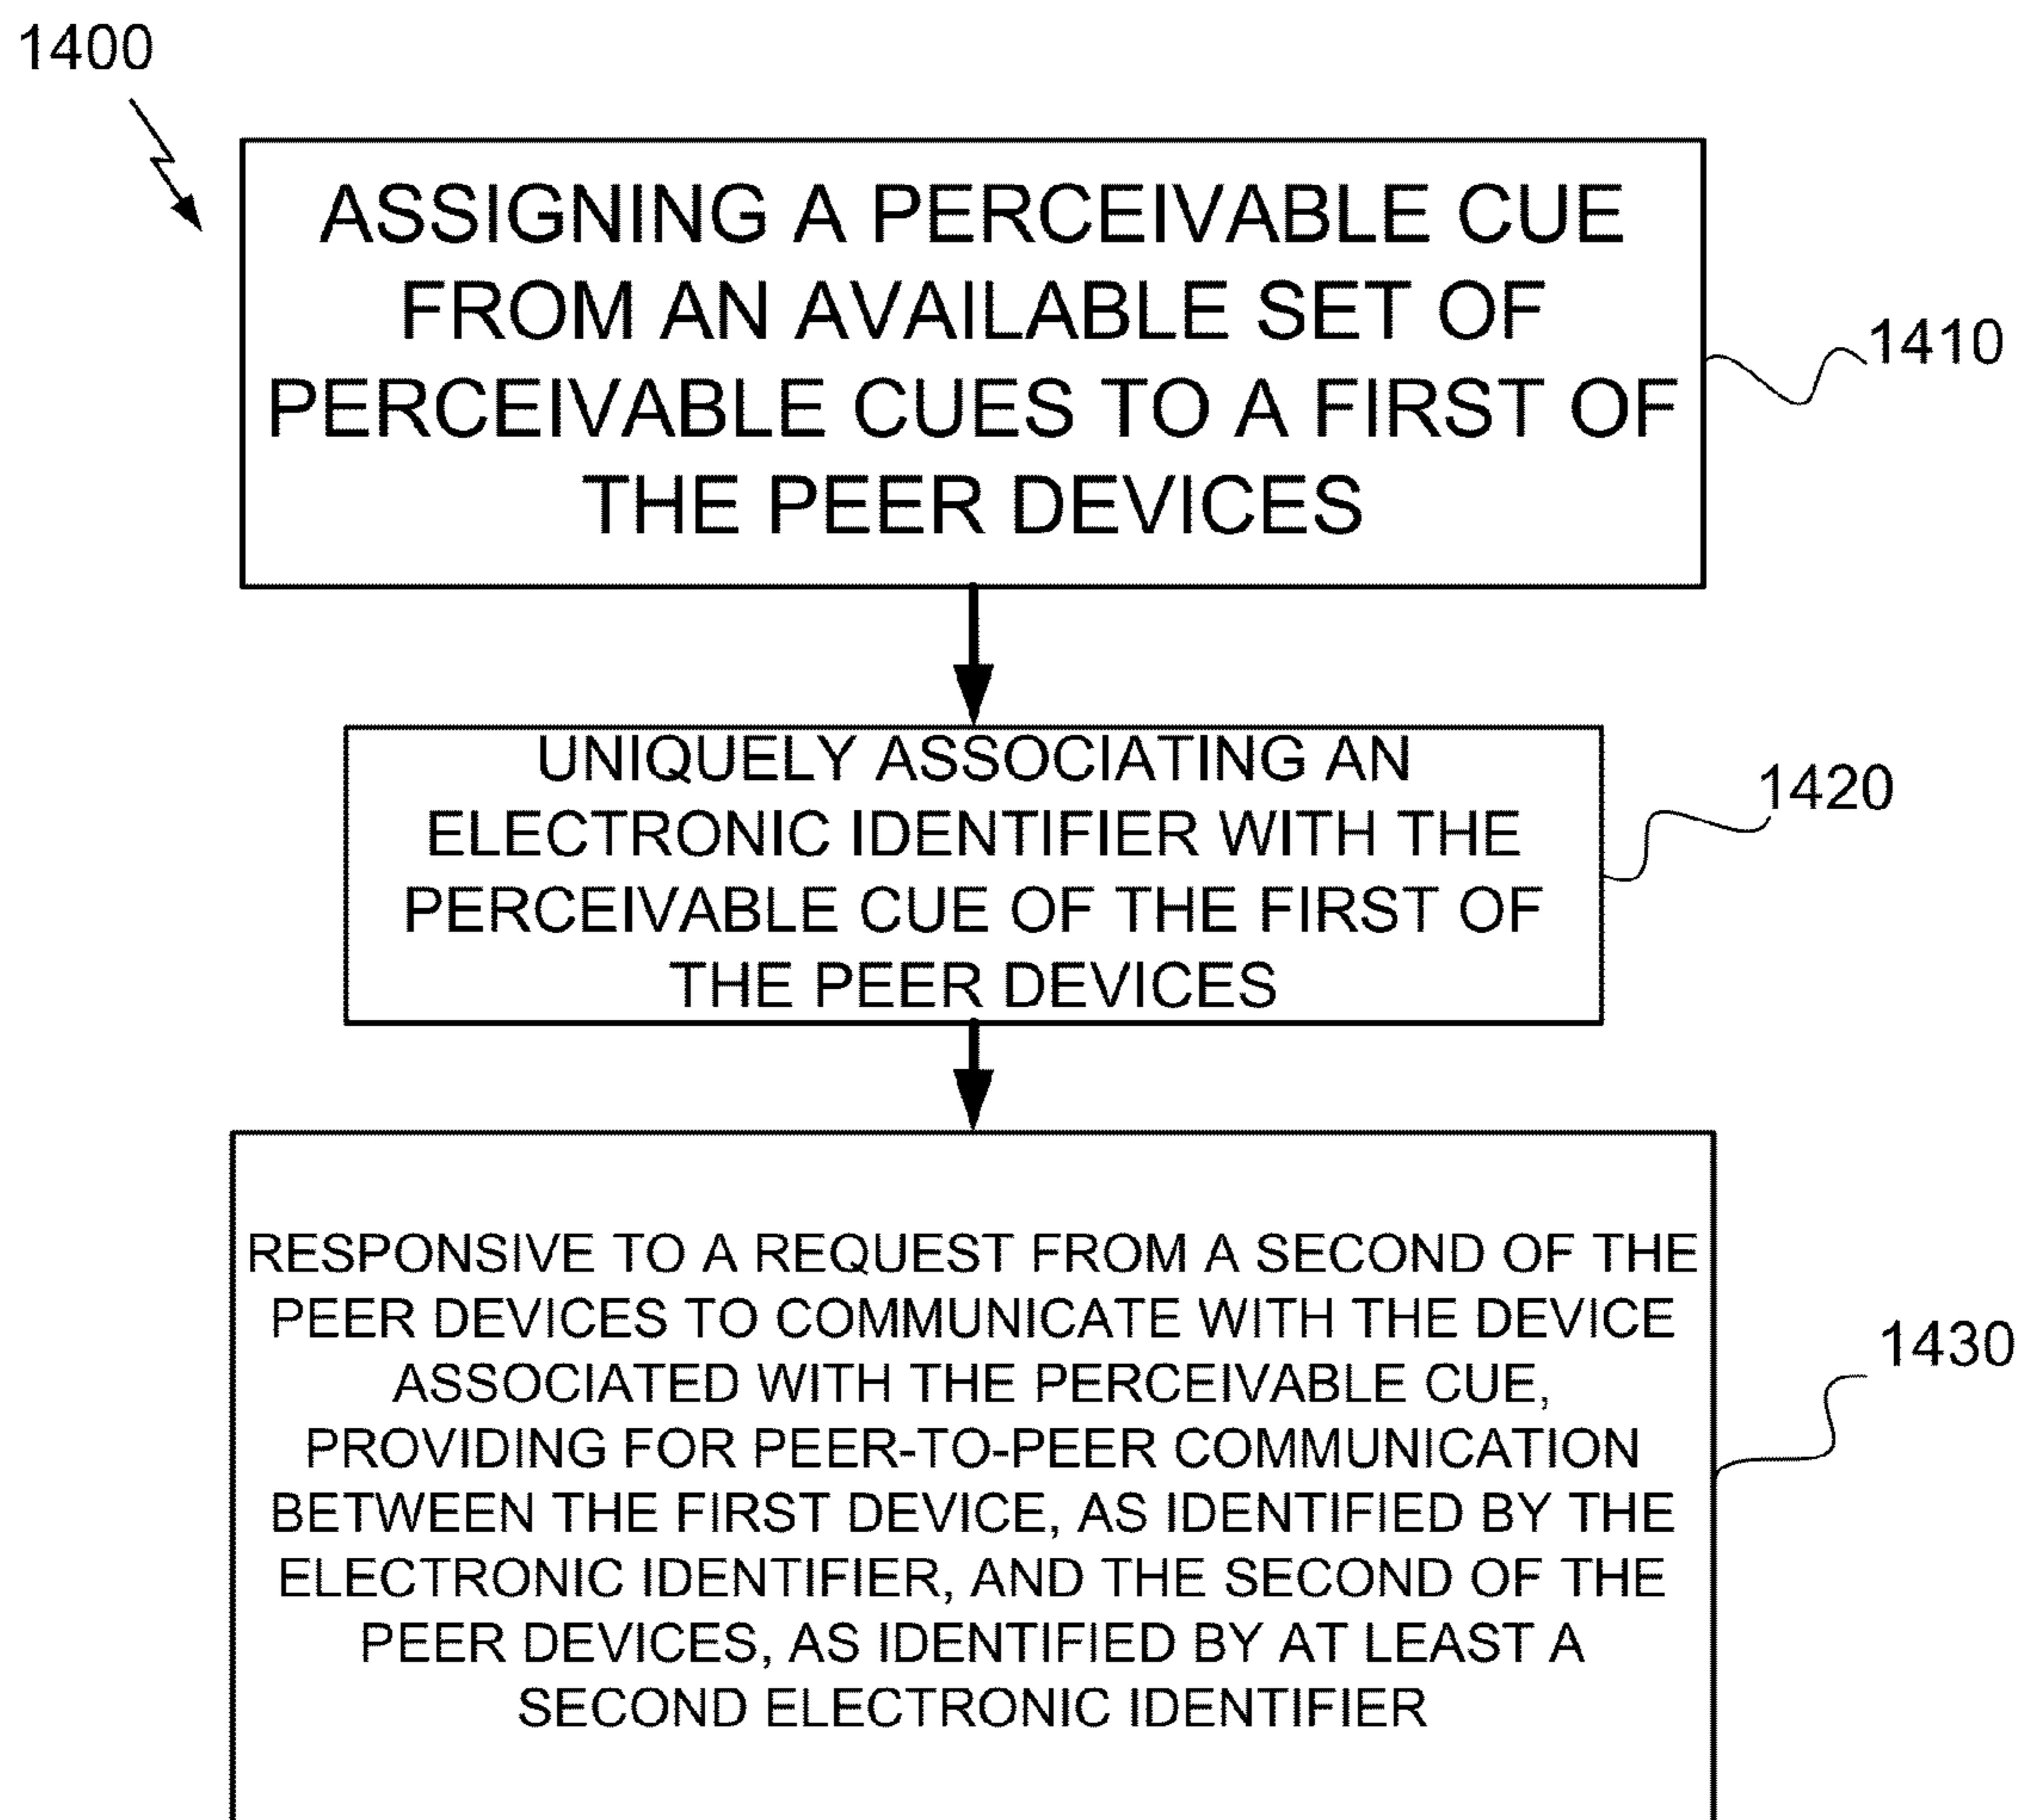 1400
ASSIGNING A PERCEIVABLE CUE
FROM AN AVAILABLE SET OF
PERCEIVABLE CUES TO A FIRST OF
THE PEER DEVICES
1410
UNIQUELY ASSOCIATING AN
ELECTRONIC IDENTIFIER WITH THE
PERCEIVABLE CUE OF THE FIRST OF
THE PEER DEVICES
1420
RESPONSIVE TO A REQUEST FROM A SECOND OF THE
PEER DEVICES TO COMMUNICATE WITH THE DEVICE
ASSOCIATED WITH THE PERCEIVABLE CUE,
PROVIDING FOR PEER-TO-PEER COMMUNICATION
BETWEEN THE FIRST DEVICE, AS IDENTIFIED BY THE
ELECTRONIC IDENTIFIER, AND THE SECOND OF THE
PEER DEVICES, AS IDENTIFIED BY AT LEAST A
SECOND ELECTRONIC IDENTIFIER
1430